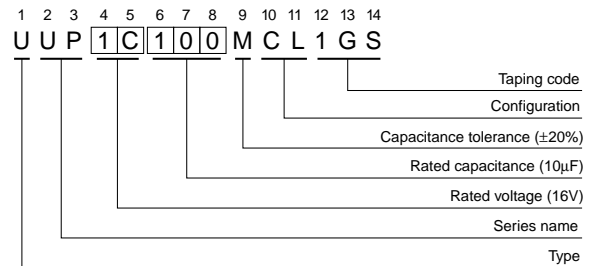 1 2 3 4 5 6 7 8 9 10 11 12 13 14
U U P 1 C 1 0 0 M C L 1 G S
Taping code
Configuration
Capacitance tolerance (±20%)
Rated capacitance (10µF)
Rated voltage (16V)
Series name
Type